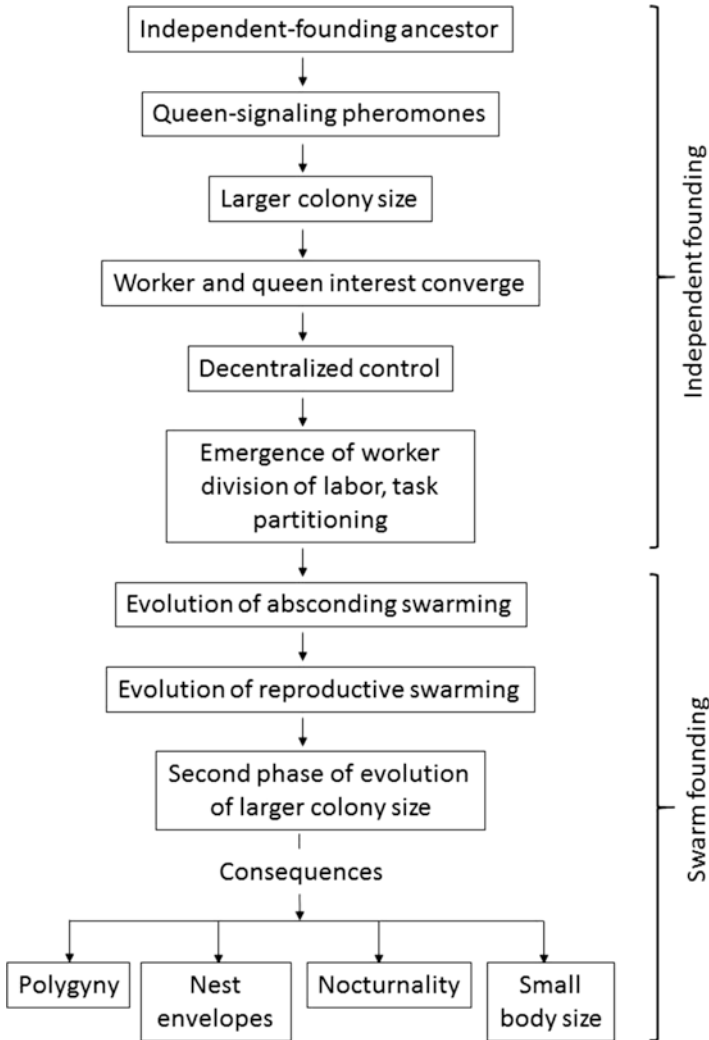 Independent-founding ancestor
Queen-signaling pheromones
Larger colony size
Worker and queen interest converge
Decentralized control
Emergence of worker
division of labor, task
partitioning
Independent founding
Evolution of absconding swarming
Evolution of reproductive swarming
Second phase of evolution
of larger colony size
Consequences
Polygyny
Nest
envelopes
Nocturnality
Small
body size
Swarm founding